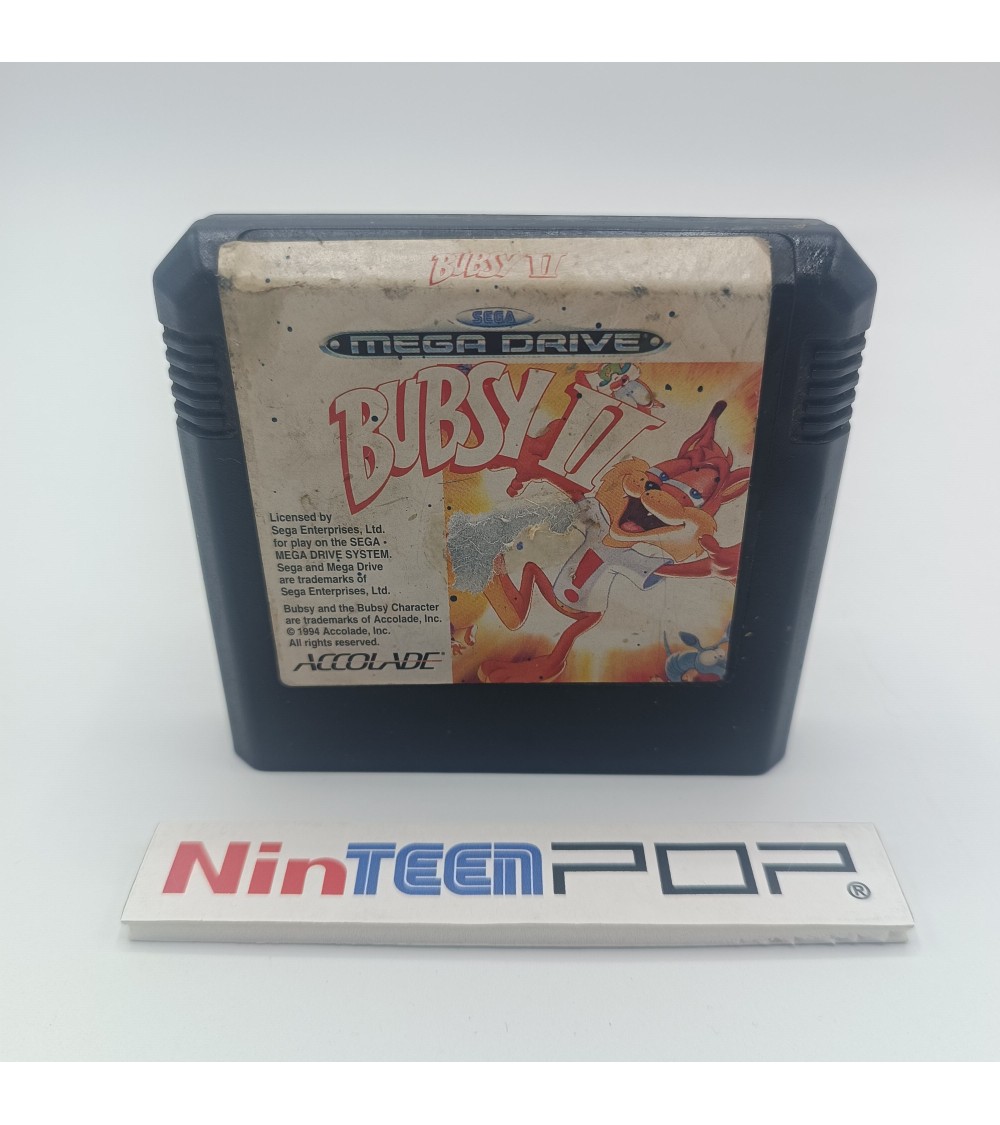 BUBSY II
SEGA
MEGA DRIVE
BUBSY II
Licensed by
Sega Enterprises, Ltd.
for play on the SEGA
MEGA DRIVE SYSTEM.
Sega and Mega Drive
are trademarks of
Sega Enterprises, Ltd.
Bubsy and the Bubsy Character
are trademarks of Accolade, Inc.
© 1994 Accolade, Inc.
All rights reserved.
ACCOLADE
NinTEENPOP®